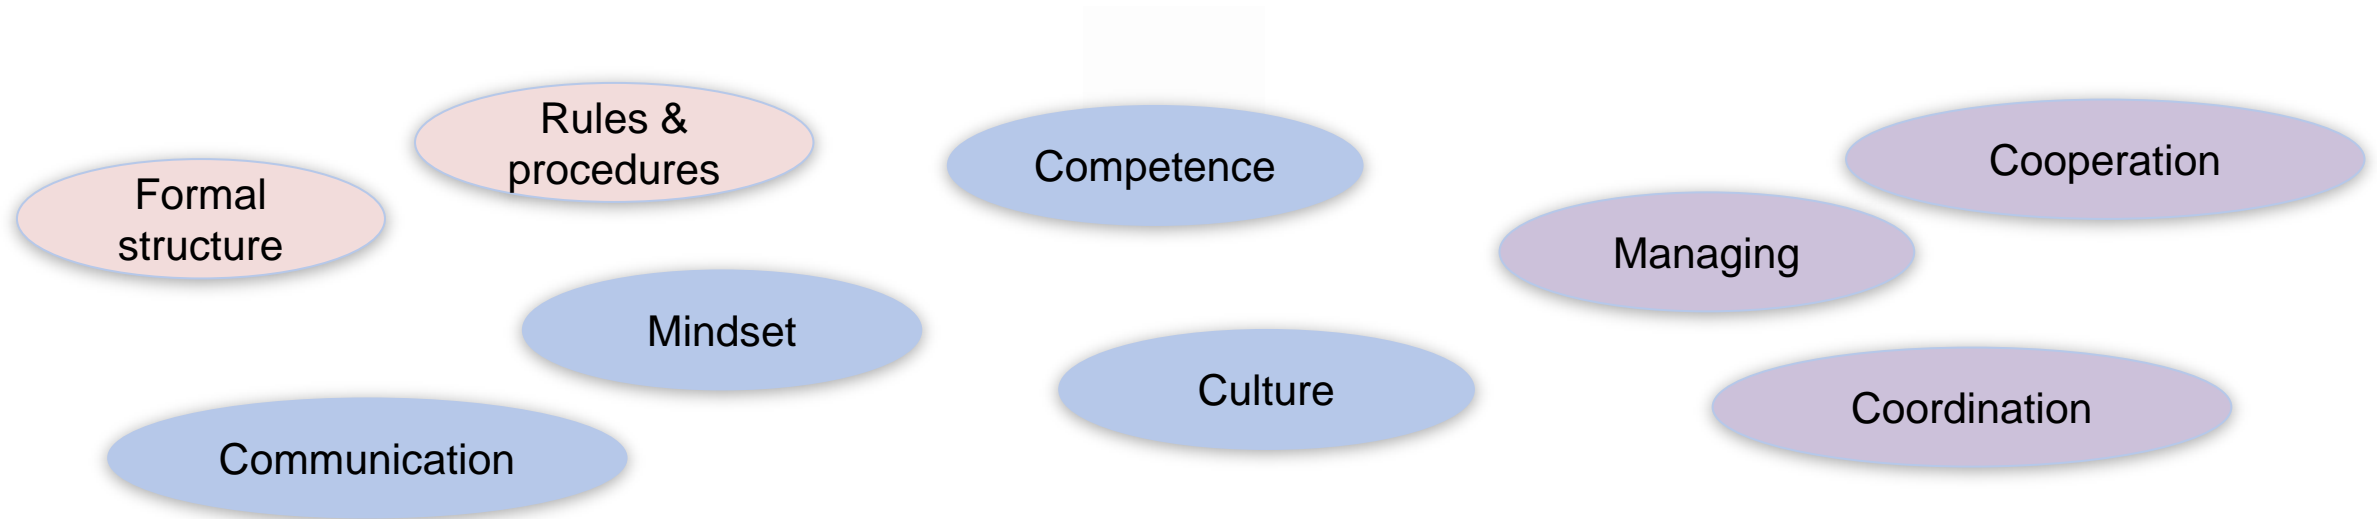 Rules &
procedures
Competence
Cooperation
Formal
structure
Managing
Mindset
Culture
Coordination
Communication